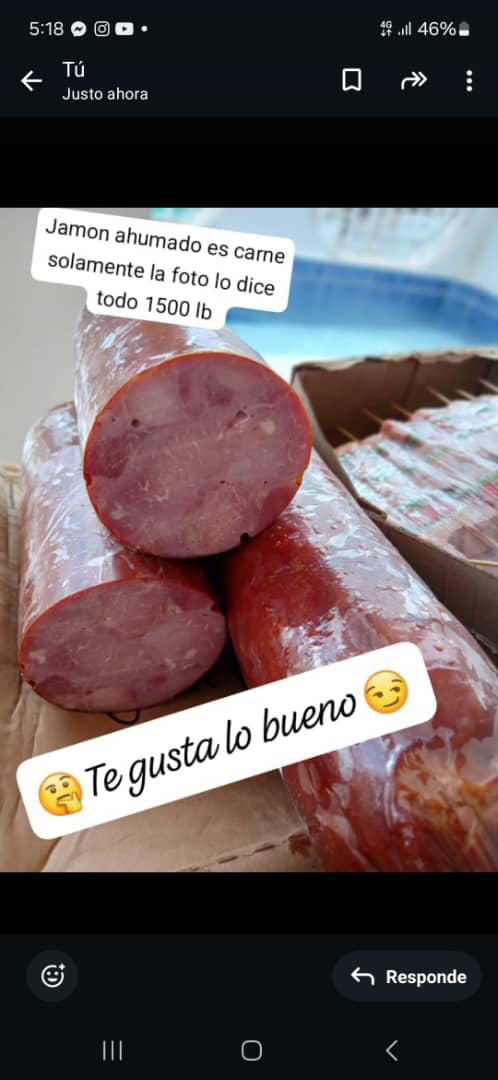 5:18
4G
46%
Tú
Justo ahora
Jamon ahumado es carne
solamente la foto lo dice
todo 1500 lb
🤔Te gusta lo bueno😏
Responde